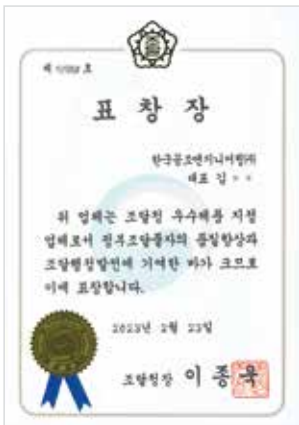 제 호
표 창 장
한국공조엔지니어링㈜
대표 김 * *
위 업체는 조달청 우수제품 지정
업체로서 정부조달물자의 품질향상과
조달행정발전에 기여한 바가 크므로
이에 표창합니다.
2023년 2월 23일
조달청장 이 종 욱